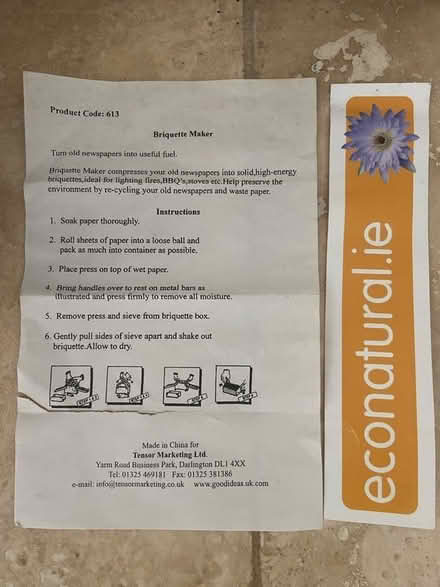 Product Code: 613
Briquette Maker
Turn old newspapers into useful fuel.
Briquette Maker compresses your old newspapers into solid,high-energy
briquettes,ideal for lighting fires,BBQ's,stoves etc.Help preserve the
environment by re-cycling your old newspapers and waste paper.
Instructions
1. Soak paper thoroughly.
2. Roll sheets of paper into a loose ball and
pack as much into container as possible.
3. Place press on top of wet paper.
4. Bring handles over to rest on metal bars as
illustrated and press firmly to remove all moisture.
5. Remove press and sieve from briquette box.
6. Gently pull sides of sieve apart and shake out
briquette.Allow to dry.
Made in China for
Tensor Marketing Ltd.
Yarm Road Business Park, Darlington DL1 4XX
Tel: 01325 469181 Fax: 01325 381386
e-mail: info@tensormarketing.co.uk www.goodideas.uk.com
econatural.ie